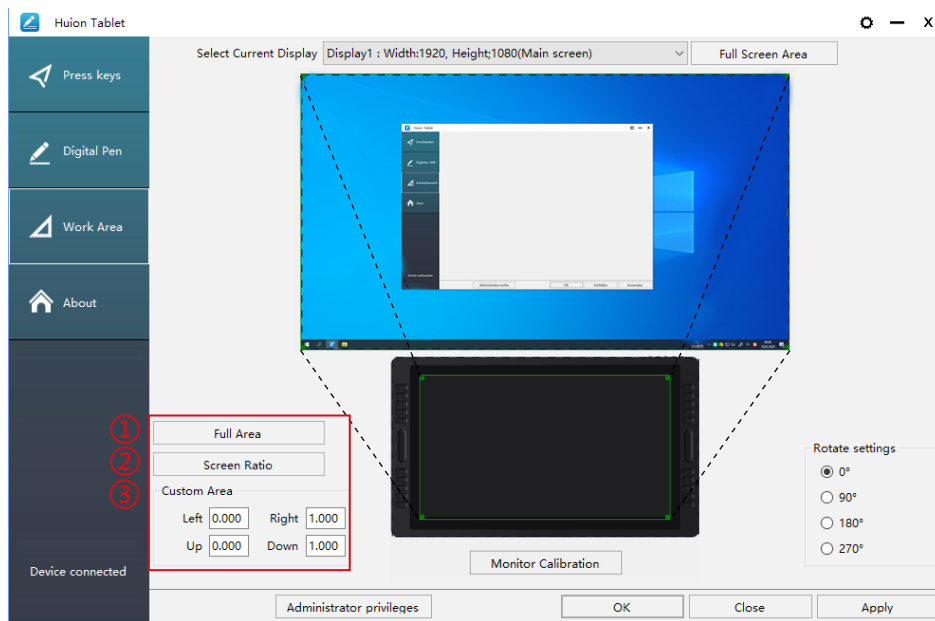 Huion Tablet
Select Current Display Display1 : Width:1920, Height;1080(Main screen) Full Screen Area
Press keys
Digital Pen
Work Area
About
Huion Tablet
① Full Area
② Screen Ratio
③ Custom Area
Left 0.000 Right 1.000
Up 0.000 Down 1.000
Rotate settings
0°
90°
180°
270°
Monitor Calibration
Device connected
Administrator privileges OK Close Apply